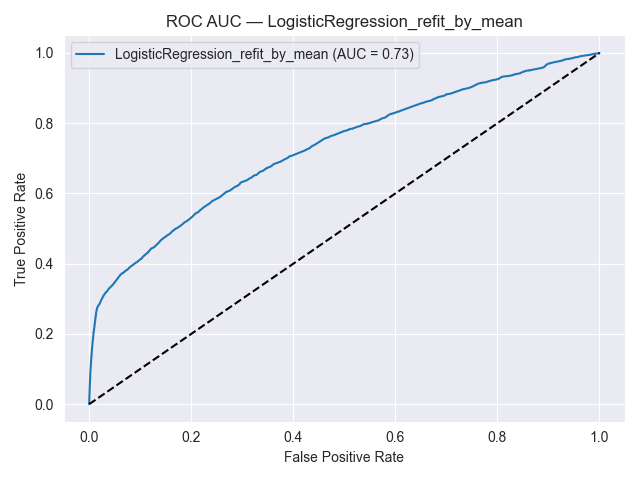 ROC AUC — LogisticRegression_refit_by_mean
LogisticRegression_refit_by_mean (AUC = 0.73)
True Positive Rate
1.0
0.8
0.6
0.4
0.2
0.0
0.0 0.2 0.4 0.6 0.8 1.0
False Positive Rate